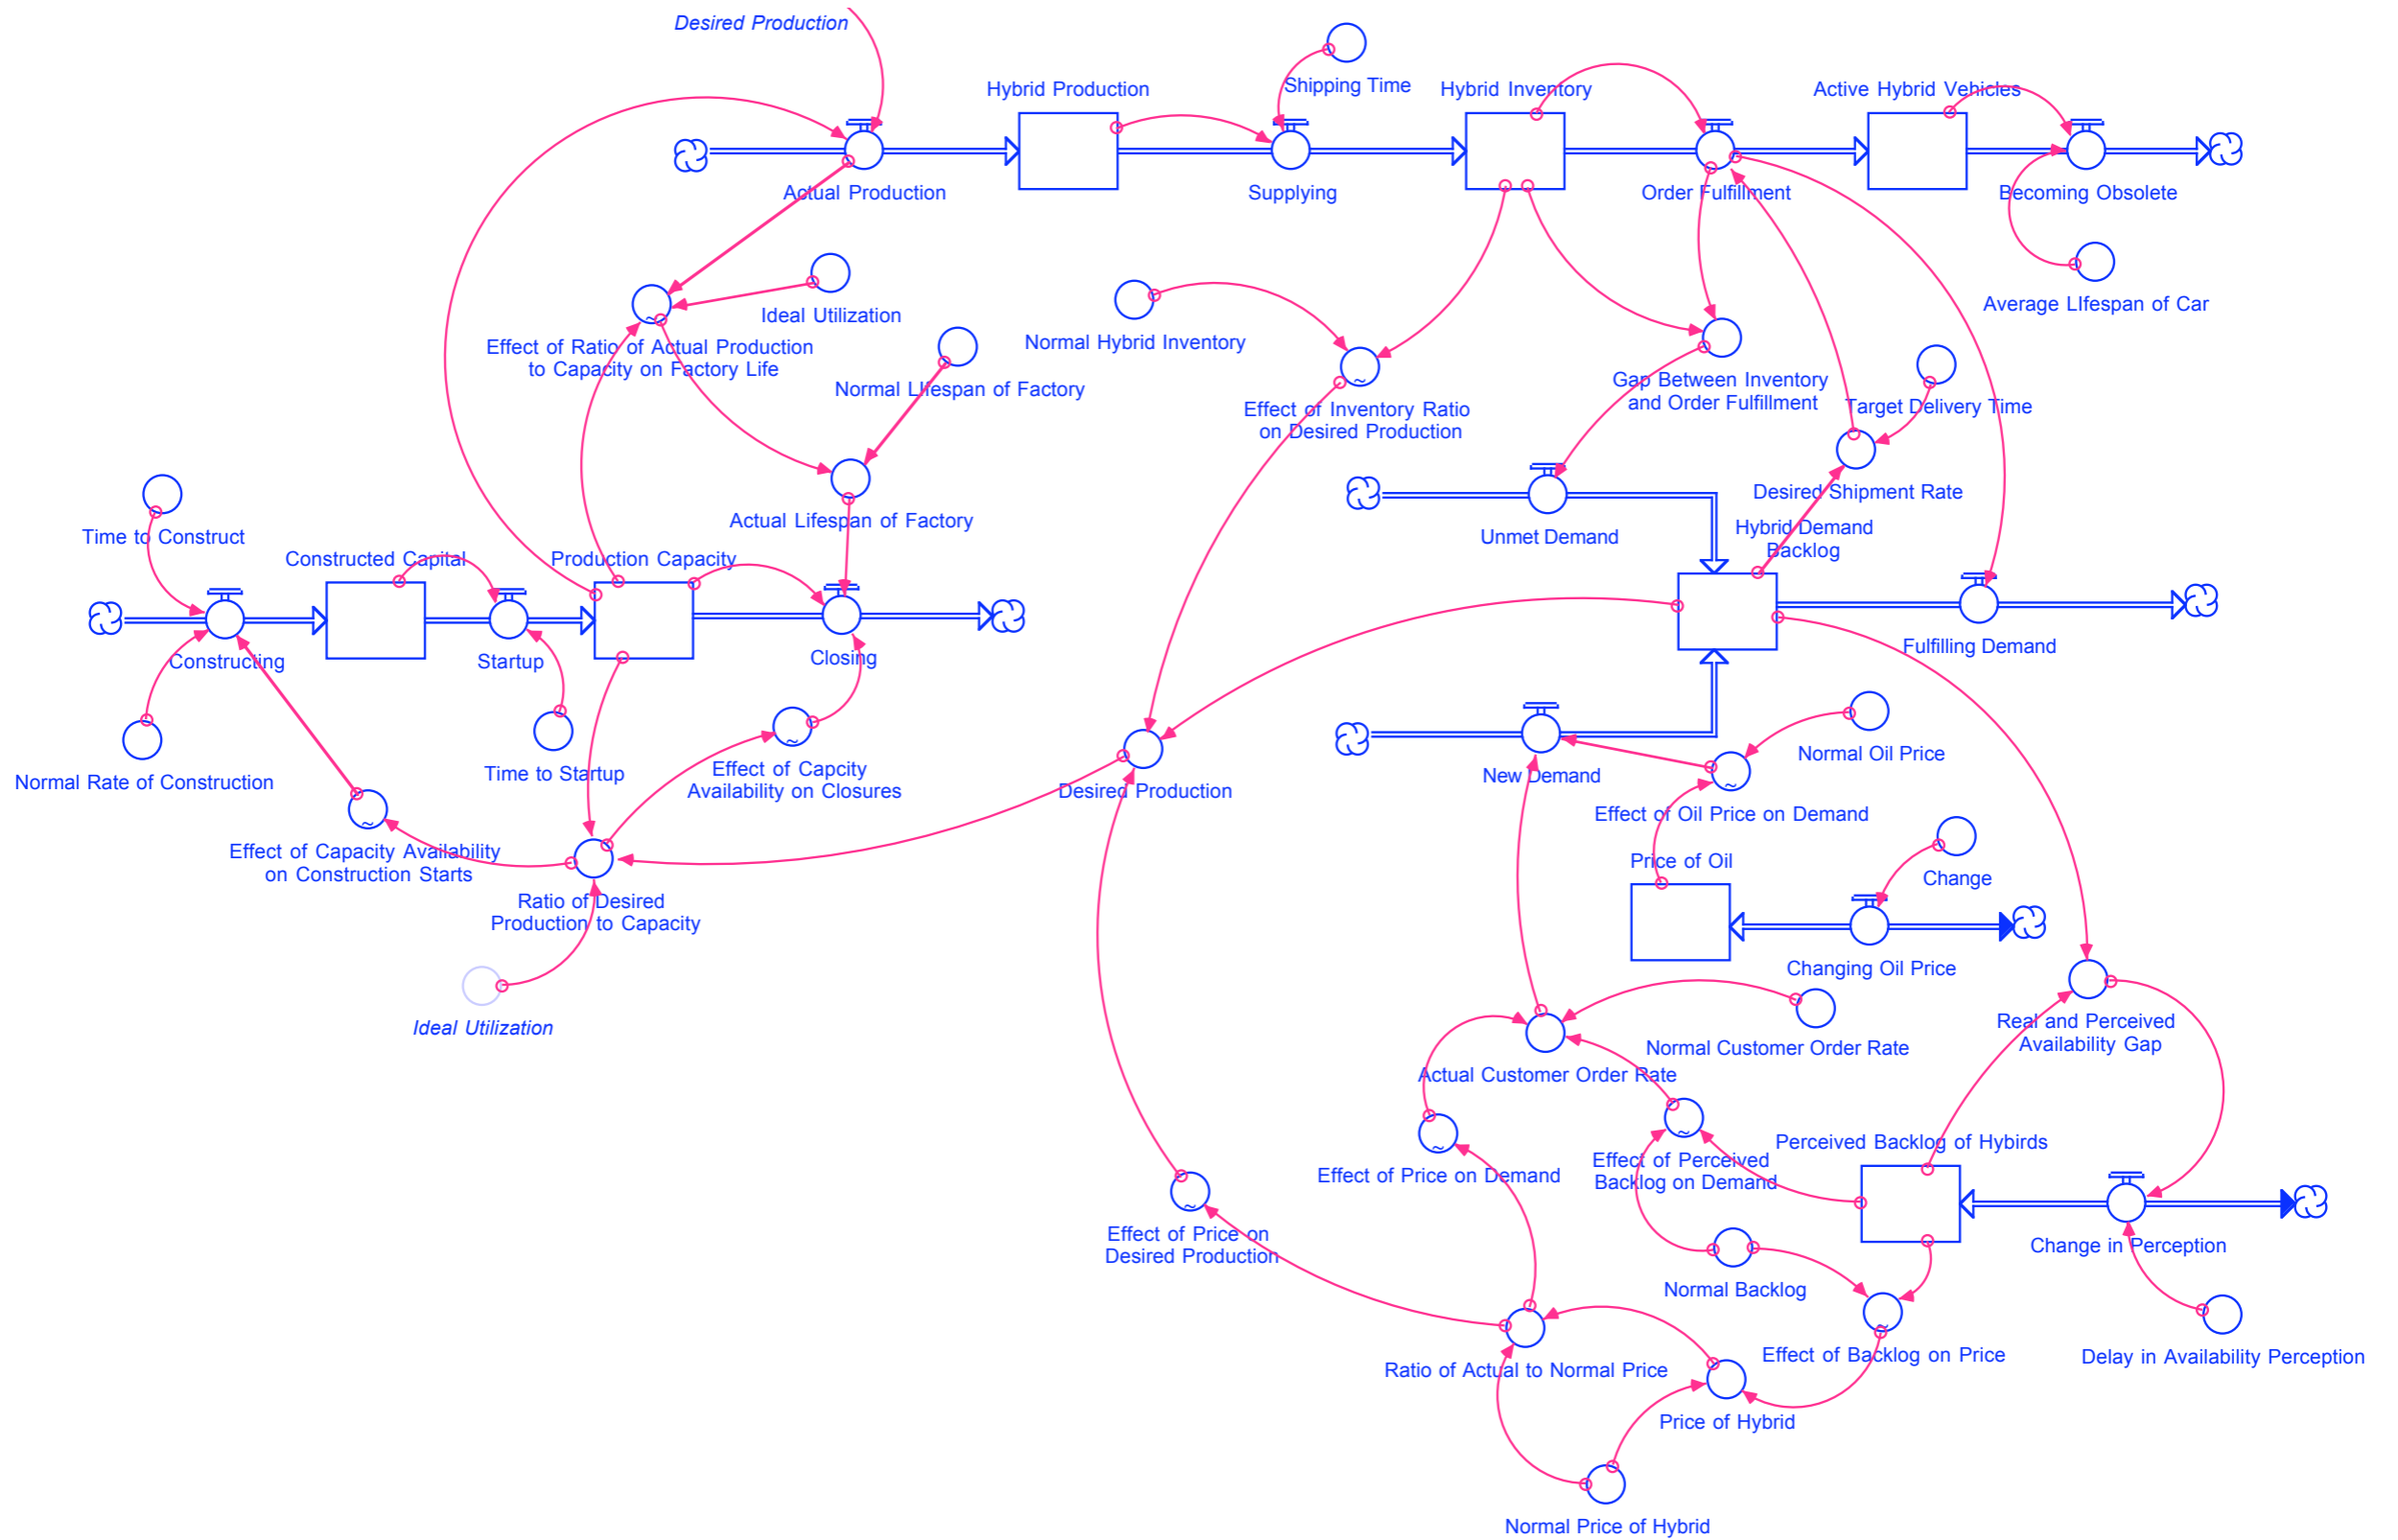 Desired Production
Shipping Time
Hybrid Production
Hybrid Inventory
Active Hybrid Vehicles
Actual Production
Supplying
Order Fulfillment
Becoming Obsolete
Ideal Utilization
Average LIfespan of Car
Effect of Ratio of Actual Production
to Capacity on Factory Life
Normal Hybrid Inventory
Normal LIfespan of Factory
Gap Between Inventory
and Order Fulfillment
Effect of Inventory Ratio
on Desired Production
Target Delivery Time
Actual Lifespan of Factory
Desired Shipment Rate
Time to Construct
Unmet Demand
Hybrid Demand
Backlog
Constructed Capital
Production Capacity
Constructing
Startup
Closing
Fulfilling Demand
Normal Rate of Construction
Time to Startup
Effect of Capcity
Availability on Closures
Desired Production
New Demand
Normal Oil Price
Effect of Oil Price on Demand
Effect of Capacity Availability
on Construction Starts
Price of Oil
Change
Ratio of Desired
Production to Capacity
Changing Oil Price
Ideal Utilization
Real and Perceived
Availability Gap
Normal Customer Order Rate
Actual Customer Order Rate
Perceived Backlog of Hybirds
Effect of Price on Demand
Effect of Perceived
Backlog on Demand
Effect of Price on
Desired Production
Change in Perception
Normal Backlog
Ratio of Actual to Normal Price
Effect of Backlog on Price
Delay in Availability Perception
Price of Hybrid
Normal Price of Hybrid